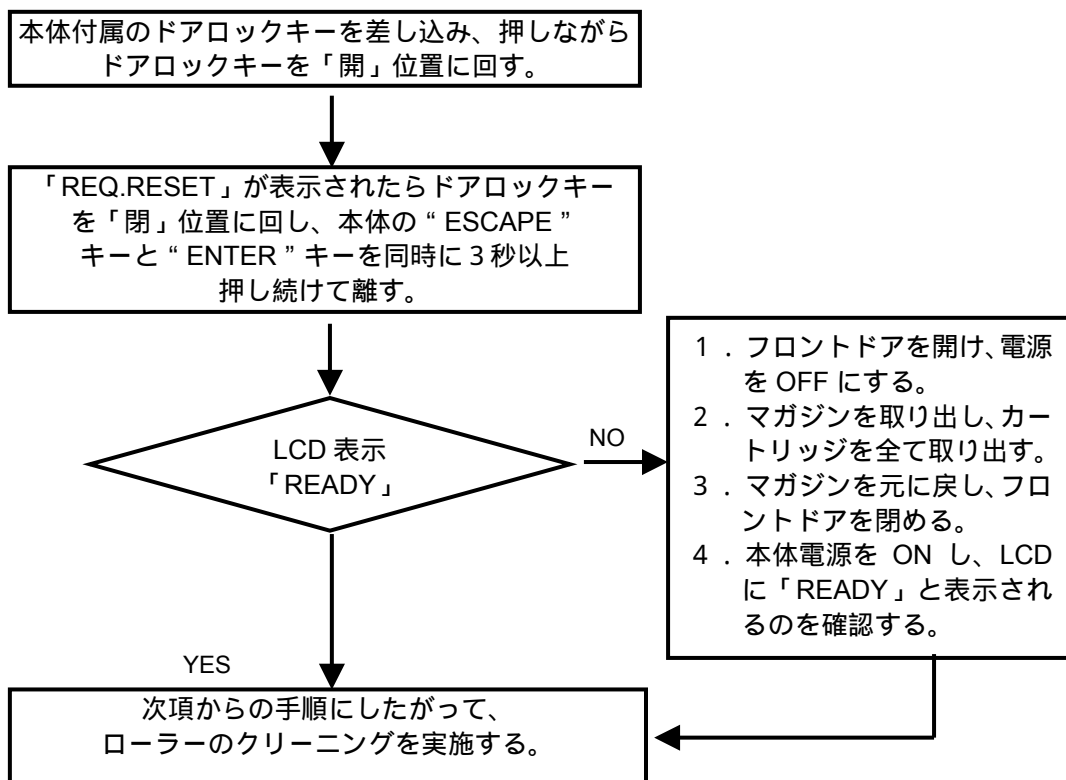 本体付属のドアロックキーを差し込み、押しながら
ドアロックキーを「開」位置に回す。
「REQ.RESET」が表示されたらドアロックキー
を「閉」位置に回し、本体の“ ESCAPE ”
キーと“ ENTER ”キーを同時に3秒以上
押し続けて離す。
LCD 表示
「READY」
NO
1.フロントドアを開け、電源
を OFF にする。
2.マガジンを取り出し、カー
トリッジを全て取り出す。
3.マガジンを元に戻し、フロ
ントドアを閉める。
4.本体電源を ON し、LCD
に「READY」と表示され
るのを確認する。
YES
次項からの手順にしたがって、
ローラーのクリーニングを実施する。